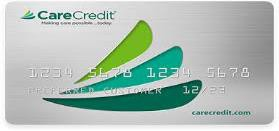 CareCredit®
Making care possible...today.
1234 5678 1234 5678
PREFERRED CUSTOMER 12/23
carecredit.com